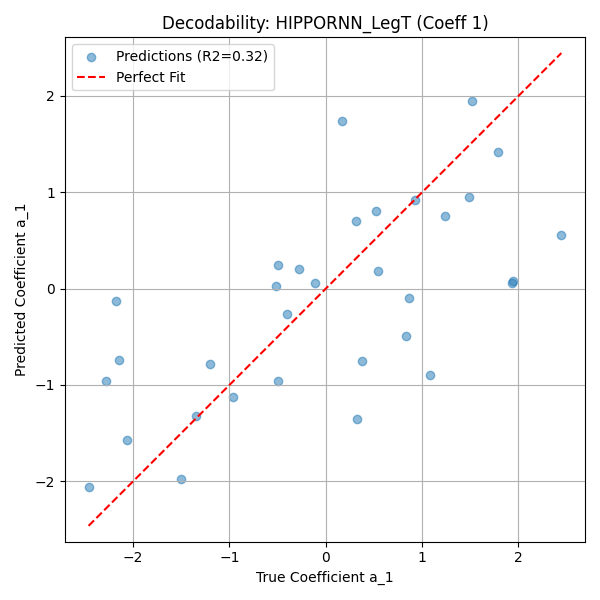 Decodability: HIPPORNN_LegT (Coeff 1)
Predictions (R2=0.32)
Perfect Fit
2
1
0
−1
−2
Predicted Coefficient a_1
−2
−1
0
1
2
True Coefficient a_1